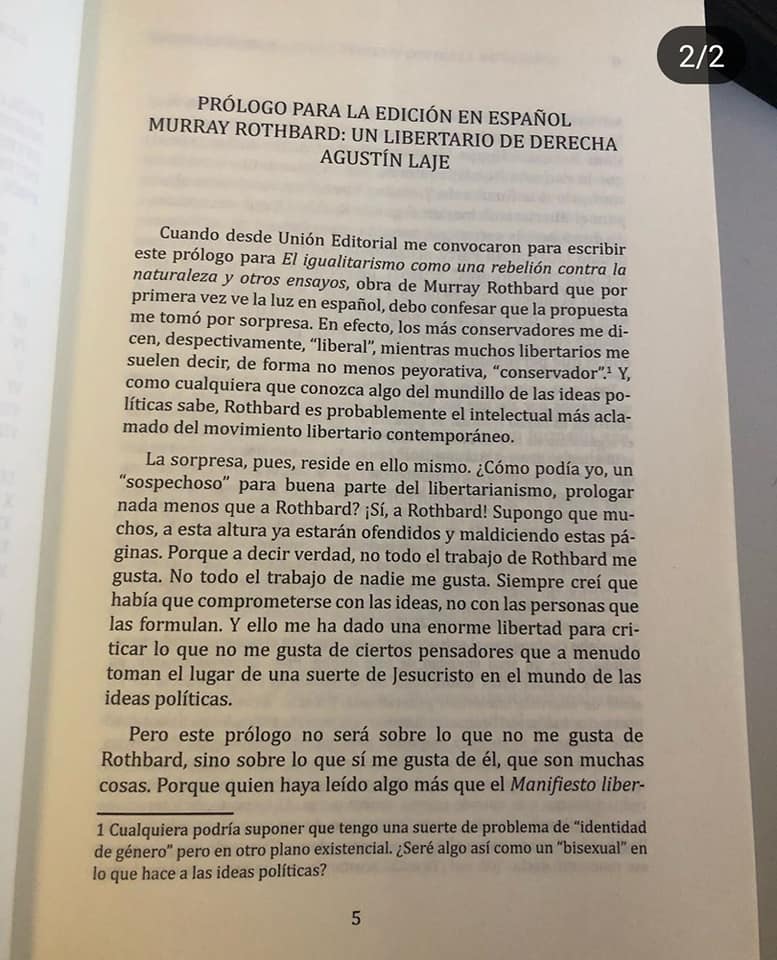 2/2
PRÓLOGO PARA LA EDICIÓN EN ESPAÑOL
MURRAY ROTHBARD: UN LIBERTARIO DE DERECHA
AGUSTÍN LAJE
Cuando desde Unión Editorial me convocaron para escribir
este prólogo para El igualitarismo como una rebelión contra la
naturaleza y otros ensayos, obra de Murray Rothbard que por
primera vez ve la luz en español, debo confesar que la propuesta
me tomó por sorpresa. En efecto, los más conservadores me di-
cen, despectivamente, “liberal”, mientras muchos libertarios me
suelen decir, de forma no menos peyorativa, “conservador”.¹ Y,
como cualquiera que conozca algo del mundillo de las ideas po-
líticas sabe, Rothbard es probablemente el intelectual más acla-
mado del movimiento libertario contemporáneo.
La sorpresa, pues, reside en ello mismo. ¿Cómo podía yo, un
“sospechoso” para buena parte del libertarianismo, prologar
nada menos que a Rothbard? ¡Sí, a Rothbard! Supongo que mu-
chos, a esta altura ya estarán ofendidos y maldiciendo estas pá-
ginas. Porque a decir verdad, no todo el trabajo de Rothbard me
gusta. No todo el trabajo de nadie me gusta. Siempre creí que
había que comprometerse con las ideas, no con las personas que
las formulan. Y ello me ha dado una enorme libertad para cri-
ticar lo que no me gusta de ciertos pensadores que a menudo
toman el lugar de una suerte de Jesucristo en el mundo de las
ideas políticas.
Pero este prólogo no será sobre lo que no me gusta de
Rothbard, sino sobre lo que sí me gusta de él, que son muchas
cosas. Porque quien haya leído algo más que el Manifiesto liber-
1 Cualquiera podría suponer que tengo una suerte de problema de “identidad
de género” pero en otro plano existencial. ¿Seré algo así como un “bisexual” en
lo que hace a las ideas políticas?
5